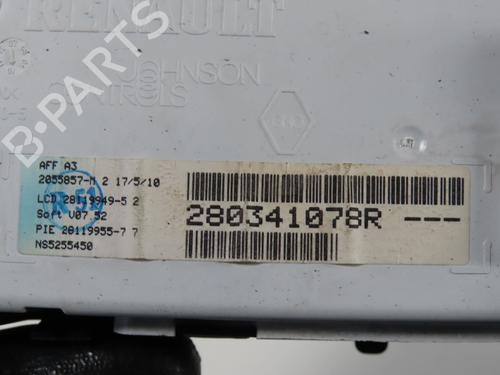 RENAULT
JOHNSON
CONTROLS
AFF A3
2055857-M 2 17/5/10
LCD 28119949-5 2
Soft V07.52
PIE 28119955-7 7
NS5255450
280341078R ---
B-PARTS